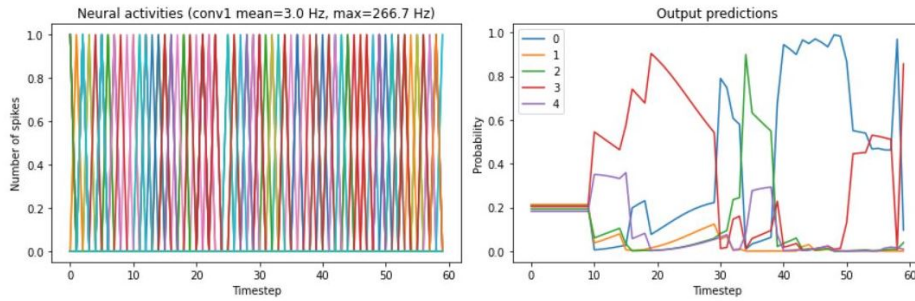 Neural activities (conv1 mean=3.0 Hz, max=266.7 Hz)
Number of spikes
1.0
0.8
0.6
0.4
0.2
0.0
0 10 20 30 40 50 60
Timestep
Output predictions
Probability
1.0
0.8
0.6
0.4
0.2
0.0
0
1
2
3
4
0 10 20 30 40 50 60
Timestep